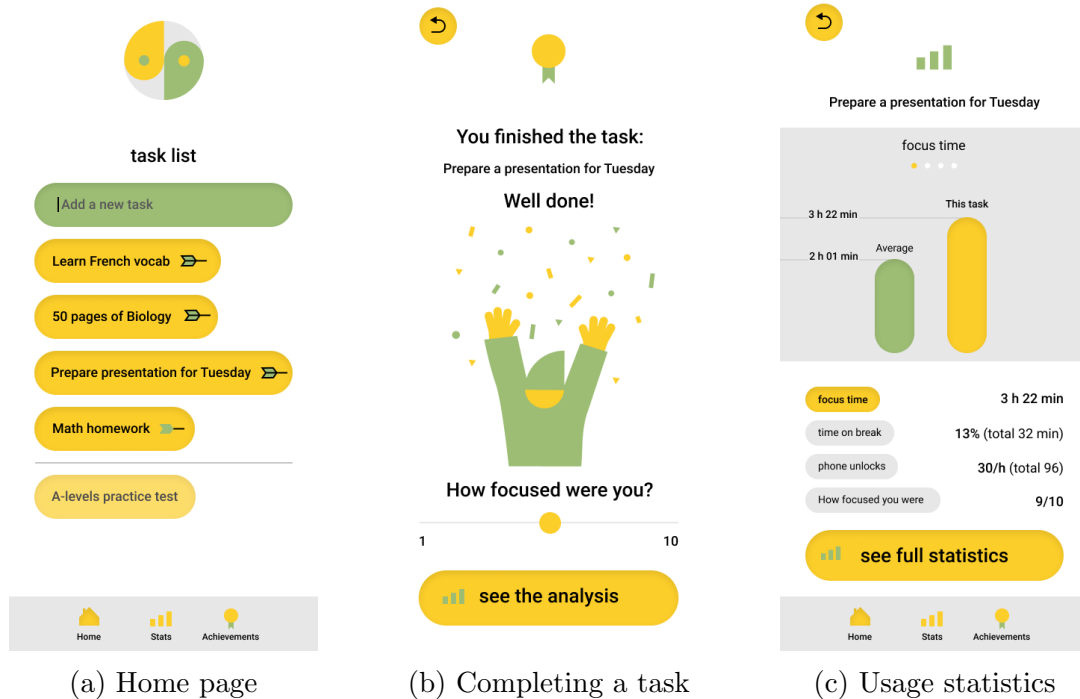 task list
Add a new task
Learn French vocab
50 pages of Biology
Prepare presentation for Tuesday
Math homework
A-levels practice test
Home
Stats
Achievements
(a) Home page
You finished the task:
Prepare a presentation for Tuesday
Well done!
How focused were you?
1
10
see the analysis
(b) Completing a task
Prepare a presentation for Tuesday
focus time
This task
3 h 22 min
Average
2 h 01 min
focus time
3 h 22 min
time on break
13% (total 32 min)
phone unlocks
30/h (total 96)
How focused you were
9/10
see full statistics
Home
Stats
Achievements
(c) Usage statistics